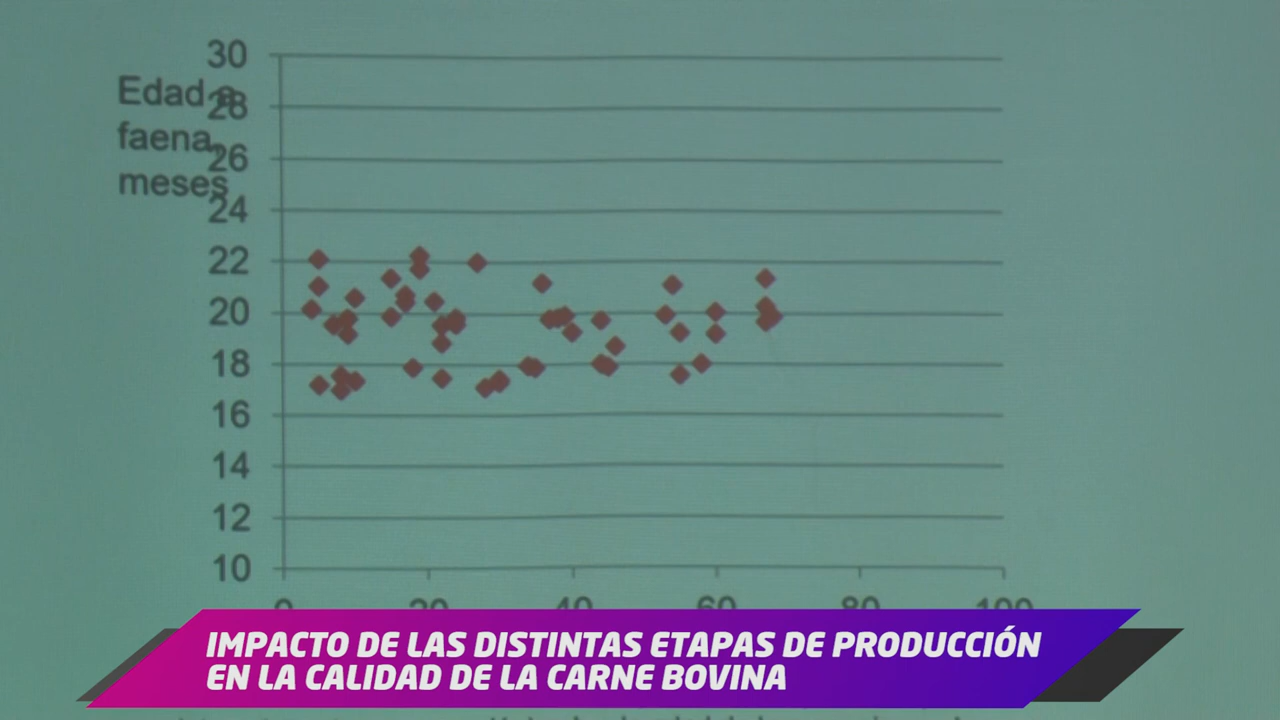 30
Edad a
28
faena,
26
meses
24
22
20
18
16
14
12
10
0 20 40 60 80 100
IMPACTO DE LAS DISTINTAS ETAPAS DE PRODUCCIÓN
EN LA CALIDAD DE LA CARNE BOVINA